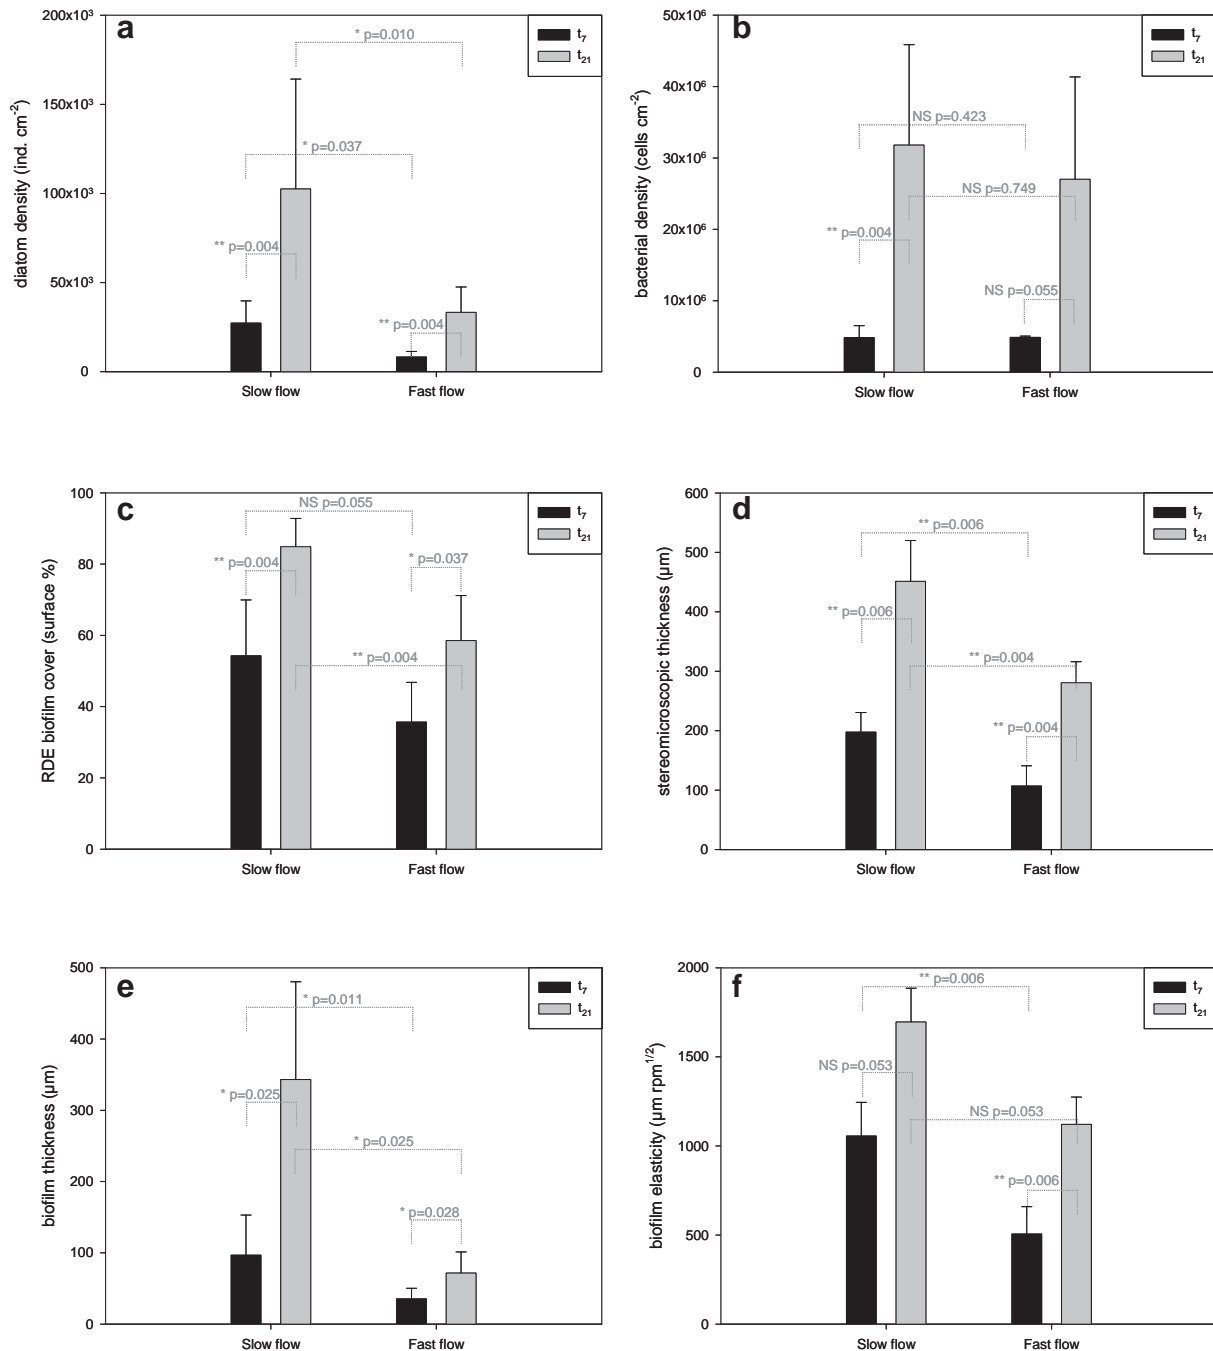 a
t7
t21
200x10³
150x10³
100x10³
50x10³
0
diatom density (ind. cm⁻²)
* p=0.010
* p=0.037
** p=0.004
** p=0.004
Slow flow
Fast flow
b
t7
t21
50x10⁶
40x10⁶
30x10⁶
20x10⁶
10x10⁶
0
bacterial density (cells cm⁻²)
NS p=0.423
NS p=0.749
** p=0.004
NS p=0.055
Slow flow
Fast flow
c
t7
t21
100
80
60
40
20
0
RDE biofilm cover (surface %)
NS p=0.055
** p=0.004
* p=0.037
** p=0.004
Slow flow
Fast flow
d
t7
t21
600
500
400
300
200
100
0
stereomicroscopic thickness (µm)
** p=0.006
** p=0.006
** p=0.004
** p=0.004
Slow flow
Fast flow
e
t7
t21
500
400
300
200
100
0
biofilm thickness (µm)
* p=0.011
* p=0.025
* p=0.025
* p=0.028
Slow flow
Fast flow
f
t7
t21
2000
1500
1000
500
0
biofilm elasticity (µm rpm¹ᐟ²)
** p=0.006
NS p=0.053
NS p=0.053
** p=0.006
Slow flow
Fast flow